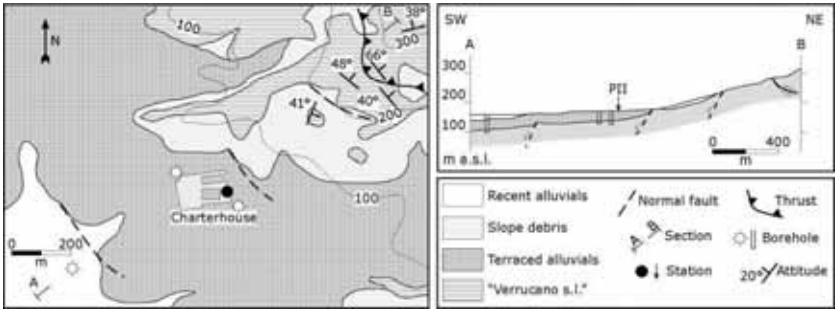 N
100
B
38°
300
48°
66°
40°
200
41°
100
Charterhouse
0 200
m
A
SW NE
A B
300
200
100
PII
m a.s.l.
0 400
m
Recent alluvials
Slope debris
Terraced alluvials
"Verrucano s.l."
Normal fault
A B Section
Station
Thrust
Borehole
20° Attitude